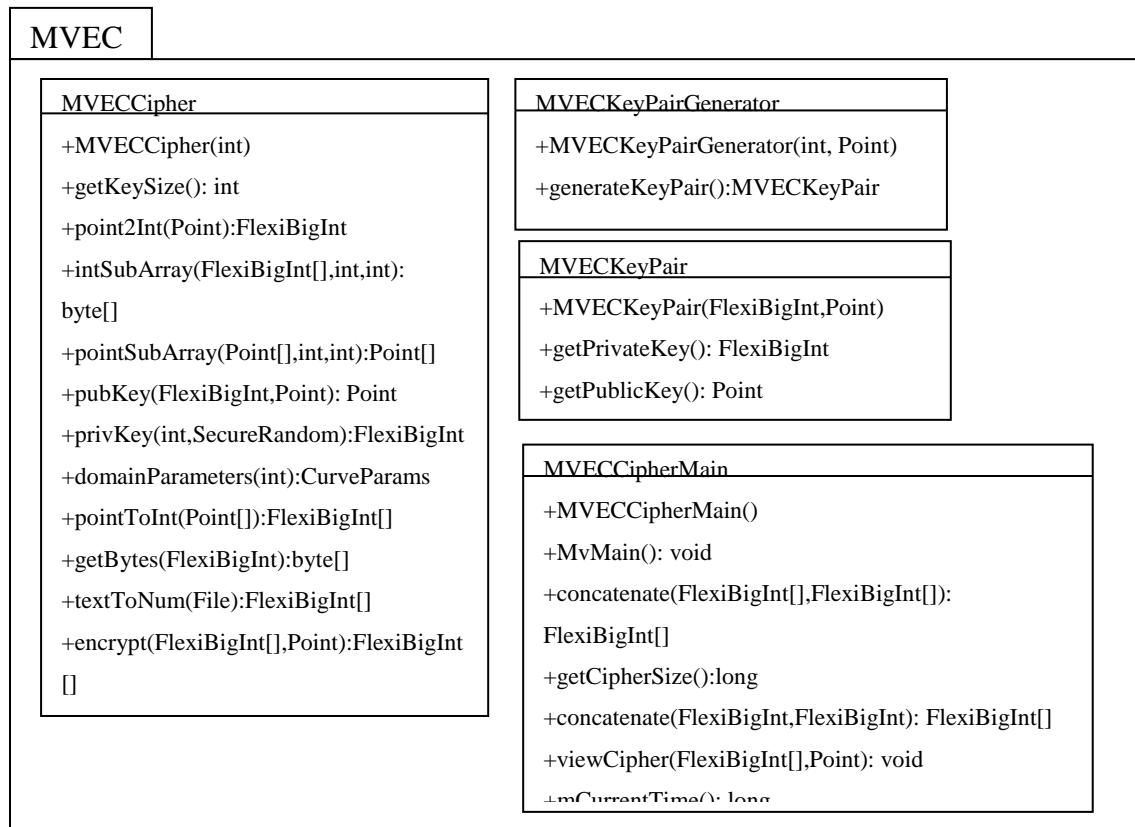 MVEC
MVECCipher
+MVECCipher(int)
+getKeySize(): int
+point2Int(Point):FlexiBigInt
+intSubArray(FlexiBigInt[],int,int):
byte[]
+pointSubArray(Point[],int,int):Point[]
+pubKey(FlexiBigInt,Point): Point
+privKey(int,SecureRandom):FlexiBigInt
+domainParameters(int):CurveParams
+pointToInt(Point[]):FlexiBigInt[]
+getBytes(FlexiBigInt):byte[]
+textToNum(File):FlexiBigInt[]
+encrypt(FlexiBigInt[],Point):FlexiBigInt
[]
MVECKeyPairGenerator
+MVECKeyPairGenerator(int, Point)
+generateKeyPair():MVECKeyPair
MVECKeyPair
+MVECKeyPair(FlexiBigInt,Point)
+getPrivateKey(): FlexiBigInt
+getPublicKey(): Point
MVECCipherMain
+MVECCipherMain()
+MvMain(): void
+concatenate(FlexiBigInt[],FlexiBigInt[]):
FlexiBigInt[]
+getCipherSize():long
+concatenate(FlexiBigInt,FlexiBigInt): FlexiBigInt[]
+viewCipher(FlexiBigInt[],Point): void
+mCurrentTime(): long